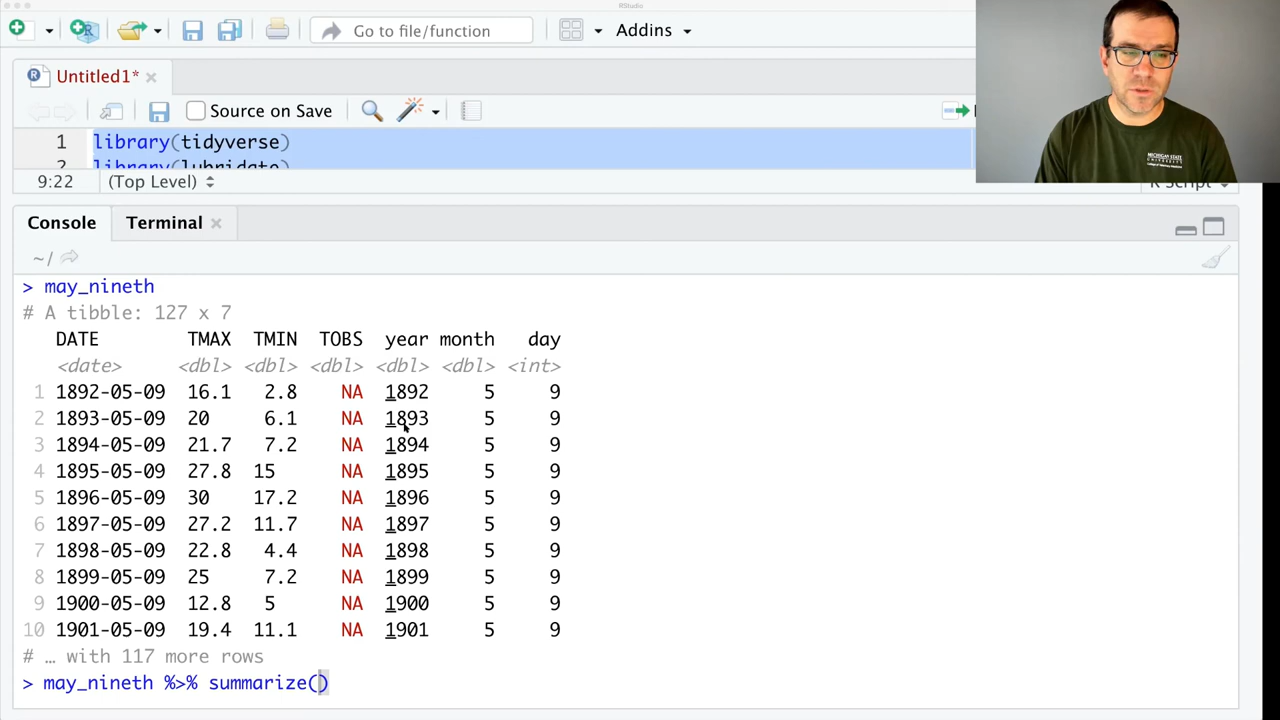 RStudio
Go to file/function
Addins
Untitled1*
Source on Save
1 library(tidyverse)
2 library(lubridate)
9:22 (Top Level)
R Script
MICHIGAN STATE
UNIVERSITY
Console Terminal
~/
> may_nineth
# A tibble: 127 x 7
DATE TMAX TMIN TOBS year month day
<date> <dbl> <dbl> <dbl> <dbl> <dbl> <int>
1 1892-05-09 16.1 2.8 NA 1892 5 9
2 1893-05-09 20 6.1 NA 1893 5 9
3 1894-05-09 21.7 7.2 NA 1894 5 9
4 1895-05-09 27.8 15 NA 1895 5 9
5 1896-05-09 30 17.2 NA 1896 5 9
6 1897-05-09 27.2 11.7 NA 1897 5 9
7 1898-05-09 22.8 4.4 NA 1898 5 9
8 1899-05-09 25 7.2 NA 1899 5 9
9 1900-05-09 12.8 5 NA 1900 5 9
10 1901-05-09 19.4 11.1 NA 1901 5 9
# … with 117 more rows
> may_nineth %>% summarize()